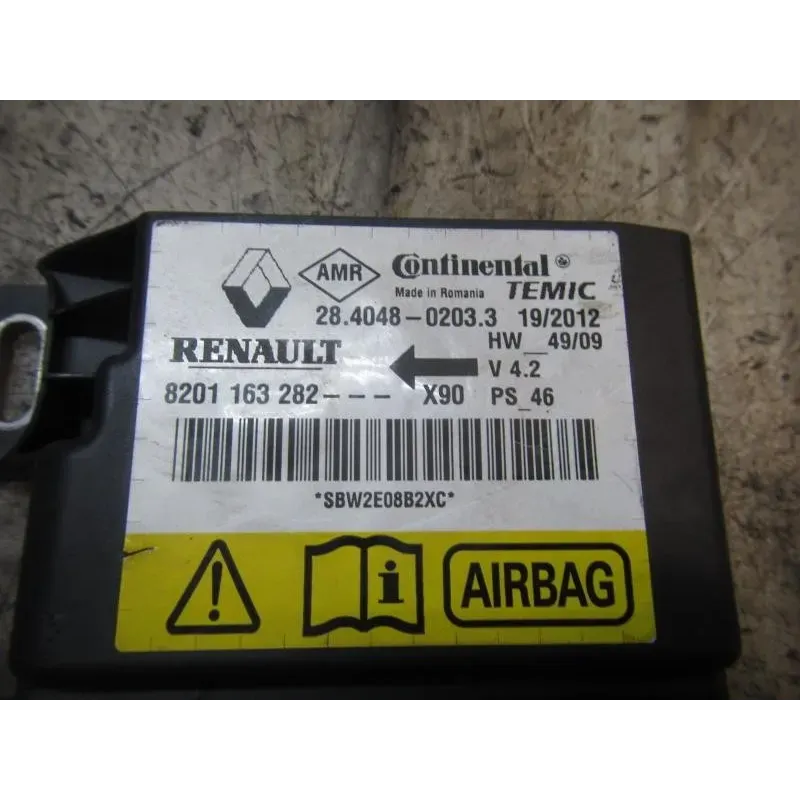 AMR Continental
Made in Romania TEMIC
28.4048-0203.3 19/2012
HW__49/09
RENAULT
V 4.2
8201 163 282--- X90 PS_46
*SBW2E08B2XC*
! i AIRBAG